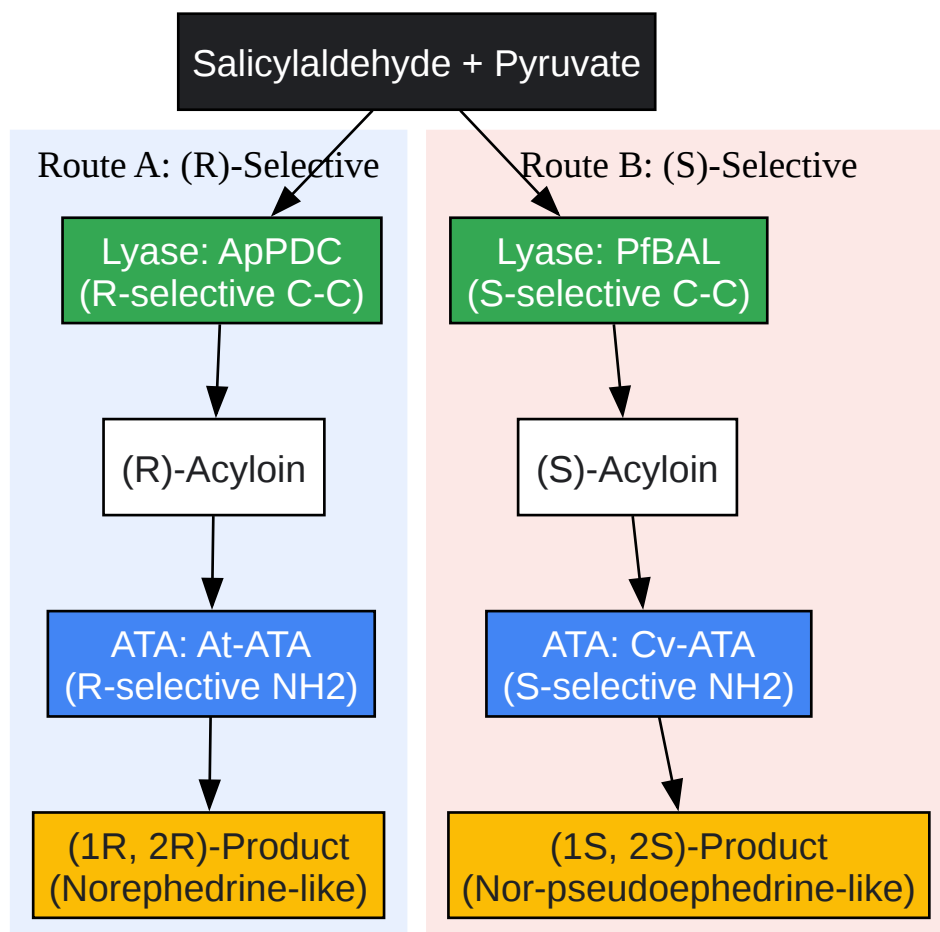 Salicylaldehyde + Pyruvate
Route A: (R)-Selective
Lyase: ApPDC
(R-selective C-C)
(R)-Acyloin
ATA: At-ATA
(R-selective NH2)
(1R, 2R)-Product
(Norephedrine-like)
Route B: (S)-Selective
Lyase: PfBAL
(S-selective C-C)
(S)-Acyloin
ATA: Cv-ATA
(S-selective NH2)
(1S, 2S)-Product
(Nor-pseudoephedrine-like)